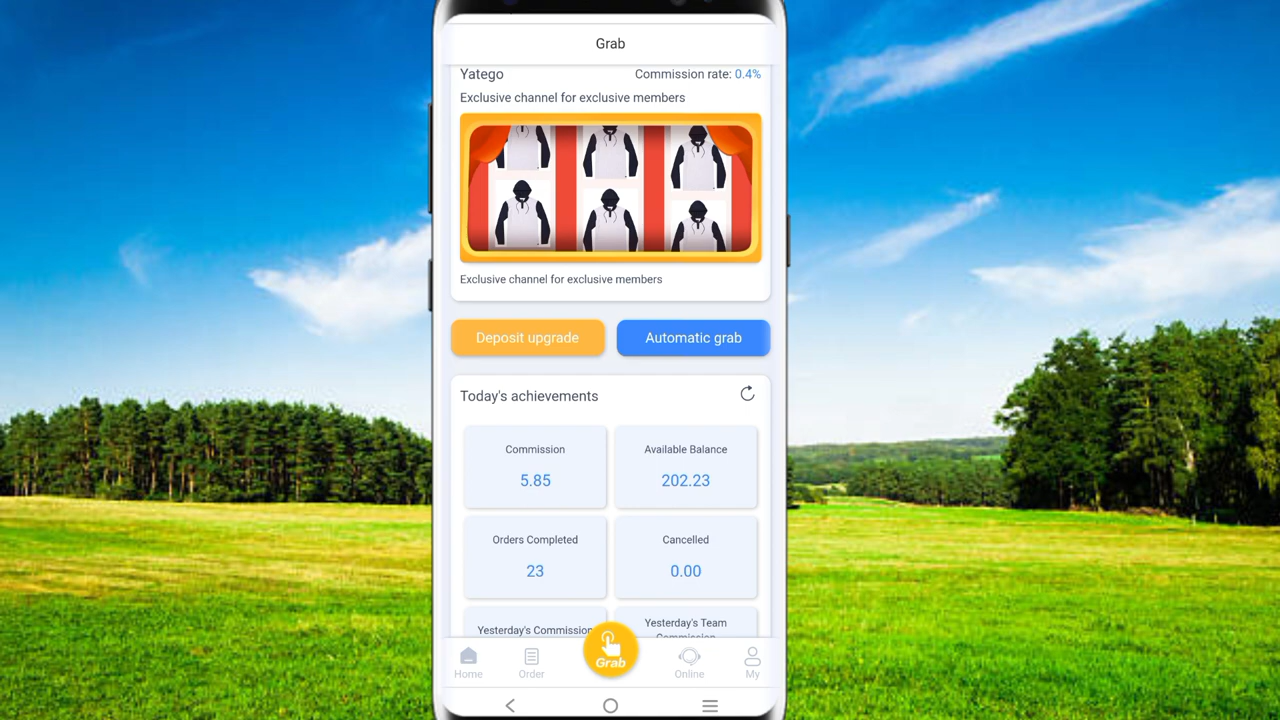 Grab
Yatego
Commission rate: 0.4%
Exclusive channel for exclusive members
Exclusive channel for exclusive members
Deposit upgrade
Automatic grab
Today's achievements
Commission
Available Balance
5.85
202.23
Orders Completed
Cancelled
23
0.00
Yesterday's Commission
Yesterday's Team
Commission
Grab
Home
Order
Online
My